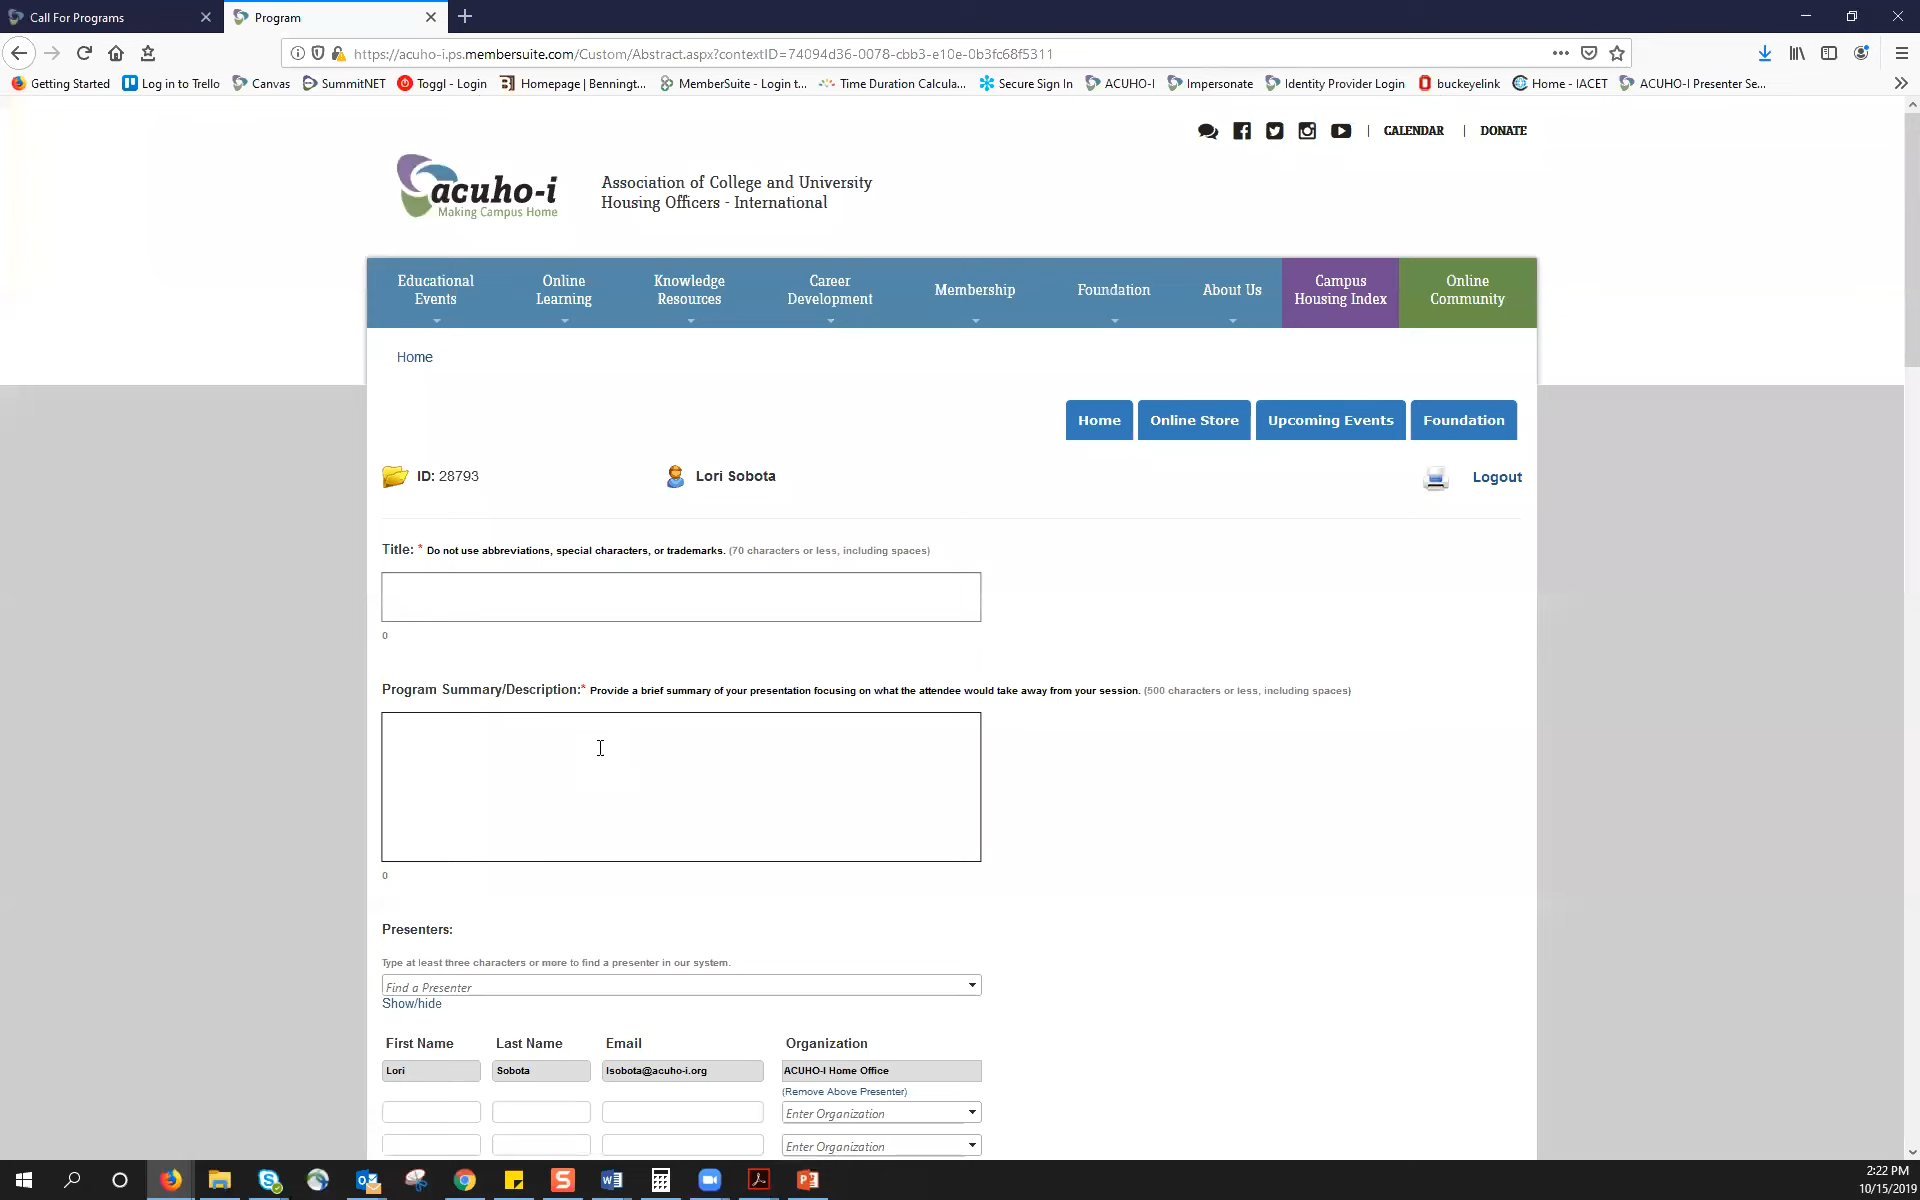 Call For Programs
Program
https://acuho-i.ps.membersuite.com/Custom/Abstract.aspx?contextID=74094d36-0078-cbb3-e10e-0b3fc68f5311
Getting Started
Log in to Trello
Canvas
SummitNET
Toggl - Login
Homepage | Benningt...
MemberSuite - Login t...
Time Duration Calcula...
Secure Sign In
ACUHO-I
Impersonate
Identity Provider Login
buckeyelink
Home - IACET
ACUHO-I Presenter Se...
| CALENDAR | DONATE
acuho-i
Making Campus Home
Association of College and University
Housing Officers - International
Educational
Events
Online
Learning
Knowledge
Resources
Career
Development
Membership
Foundation
About Us
Campus
Housing Index
Online
Community
Home
Home
Online Store
Upcoming Events
Foundation
ID: 28793
Lori Sobota
Logout
Title: * Do not use abbreviations, special characters, or trademarks. (70 characters or less, including spaces)
0
Program Summary/Description:* Provide a brief summary of your presentation focusing on what the attendee would take away from your session. (500 characters or less, including spaces)
0
Presenters:
Type at least three characters or more to find a presenter in our system.
Find a Presenter
Show/hide
First Name Last Name Email Organization
Lori Sobota lsobota@acuho-i.org ACUHO-I Home Office
(Remove Above Presenter)
Enter Organization
Enter Organization
2:22 PM
10/15/2019